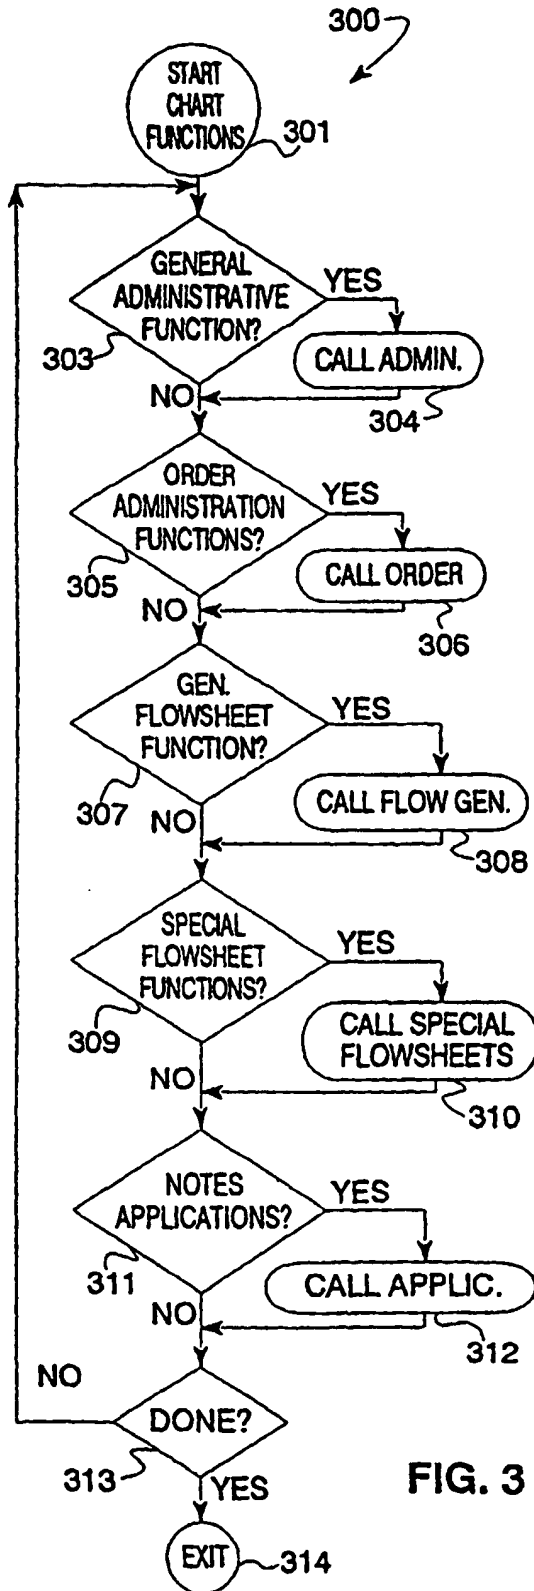 300
START
CHART
FUNCTIONS
301
GENERAL
ADMINISTRATIVE
FUNCTION?
YES
303
CALL ADMIN.
NO
304
ORDER
ADMINISTRATION
FUNCTIONS?
YES
305
CALL ORDER
NO
306
GEN.
FLOWSHEET
FUNCTION?
YES
307
CALL FLOW GEN.
NO
308
SPECIAL
FLOWSHEET
FUNCTIONS?
YES
309
CALL SPECIAL
FLOWSHEETS
NO
310
NOTES
APPLICATIONS?
YES
311
CALL APPLIC.
NO
312
NO
DONE?
313
YES
FIG. 3
EXIT
314